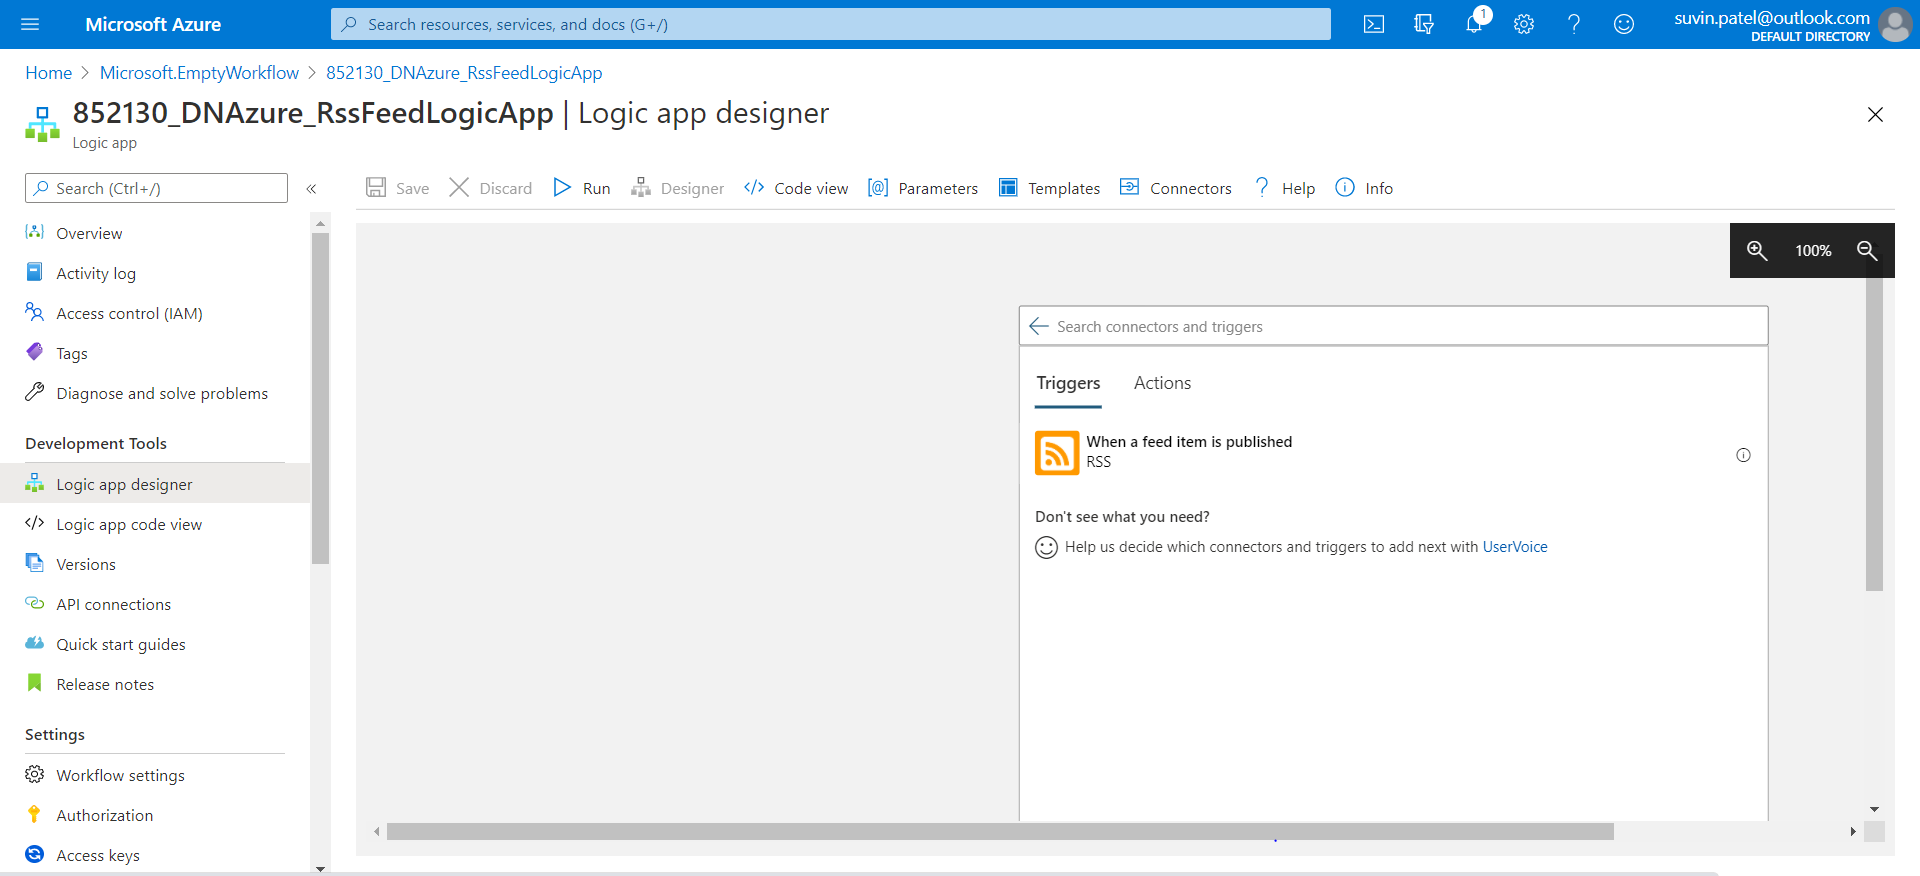 Microsoft Azure
Search resources, services, and docs (G+/)
1
suvin.patel@outlook.com
DEFAULT DIRECTORY
Home > Microsoft.EmptyWorkflow > 852130_DNAzure_RssFeedLogicApp
852130_DNAzure_RssFeedLogicApp | Logic app designer
Logic app
Search (Ctrl+/)
«
Save
Discard
Run
Designer
Code view
Parameters
Templates
Connectors
Help
Info
Overview
Activity log
Access control (IAM)
Tags
Diagnose and solve problems
Development Tools
Logic app designer
Logic app code view
Versions
API connections
Quick start guides
Release notes
Settings
Workflow settings
Authorization
Access keys
100%
Search connectors and triggers
Triggers
Actions
When a feed item is published
RSS
Don't see what you need?
Help us decide which connectors and triggers to add next with UserVoice